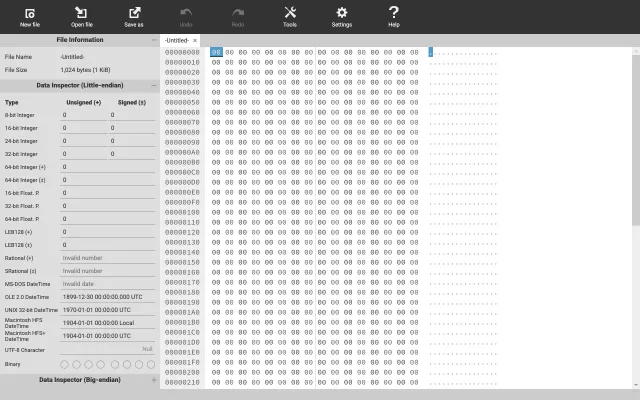 New file Open file Save as Undo Redo Tools Settings Help
File Information
File Name -Untitled-
File Size 1,024 bytes (1 KiB)
Data Inspector (Little-endian)
Type Unsigned (+) Signed (±)
8-bit Integer 0 0
16-bit Integer 0 0
24-bit Integer 0 0
32-bit Integer 0 0
64-bit Integer (+) 0
64-bit Integer (±) 0
16-bit Float. P. 0
32-bit Float. P. 0
64-bit Float. P. 0
LEB128 (+) 0
LEB128 (±) 0
Rational (+) Invalid number
SRational (±) Invalid number
MS-DOS DateTime Invalid date
OLE 2.0 DateTime 1899-12-30 00:00:00.000 UTC
UNIX 32-bit DateTime 1970-01-01 00:00:00 UTC
Macintosh HFS DateTime 1904-01-01 00:00:00 Local
Macintosh HFS+ DateTime 1904-01-01 00:00:00 UTC
UTF-8 Character Null
Binary
Data Inspector (Big-endian)
-Untitled- ×
00000000 00 00 00 00 00 00 00 00 00 00 00 00 00 00 00 00 ................
00000010 00 00 00 00 00 00 00 00 00 00 00 00 00 00 00 00 ................
00000020 00 00 00 00 00 00 00 00 00 00 00 00 00 00 00 00 ................
00000030 00 00 00 00 00 00 00 00 00 00 00 00 00 00 00 00 ................
00000040 00 00 00 00 00 00 00 00 00 00 00 00 00 00 00 00 ................
00000050 00 00 00 00 00 00 00 00 00 00 00 00 00 00 00 00 ................
00000060 00 00 00 00 00 00 00 00 00 00 00 00 00 00 00 00 ................
00000070 00 00 00 00 00 00 00 00 00 00 00 00 00 00 00 00 ................
00000080 00 00 00 00 00 00 00 00 00 00 00 00 00 00 00 00 ................
00000090 00 00 00 00 00 00 00 00 00 00 00 00 00 00 00 00 ................
000000A0 00 00 00 00 00 00 00 00 00 00 00 00 00 00 00 00 ................
000000B0 00 00 00 00 00 00 00 00 00 00 00 00 00 00 00 00 ................
000000C0 00 00 00 00 00 00 00 00 00 00 00 00 00 00 00 00 ................
000000D0 00 00 00 00 00 00 00 00 00 00 00 00 00 00 00 00 ................
000000E0 00 00 00 00 00 00 00 00 00 00 00 00 00 00 00 00 ................
000000F0 00 00 00 00 00 00 00 00 00 00 00 00 00 00 00 00 ................
00000100 00 00 00 00 00 00 00 00 00 00 00 00 00 00 00 00 ................
00000110 00 00 00 00 00 00 00 00 00 00 00 00 00 00 00 00 ................
00000120 00 00 00 00 00 00 00 00 00 00 00 00 00 00 00 00 ................
00000130 00 00 00 00 00 00 00 00 00 00 00 00 00 00 00 00 ................
00000140 00 00 00 00 00 00 00 00 00 00 00 00 00 00 00 00 ................
00000150 00 00 00 00 00 00 00 00 00 00 00 00 00 00 00 00 ................
00000160 00 00 00 00 00 00 00 00 00 00 00 00 00 00 00 00 ................
00000170 00 00 00 00 00 00 00 00 00 00 00 00 00 00 00 00 ................
00000180 00 00 00 00 00 00 00 00 00 00 00 00 00 00 00 00 ................
00000190 00 00 00 00 00 00 00 00 00 00 00 00 00 00 00 00 ................
000001A0 00 00 00 00 00 00 00 00 00 00 00 00 00 00 00 00 ................
000001B0 00 00 00 00 00 00 00 00 00 00 00 00 00 00 00 00 ................
000001C0 00 00 00 00 00 00 00 00 00 00 00 00 00 00 00 00 ................
000001D0 00 00 00 00 00 00 00 00 00 00 00 00 00 00 00 00 ................
000001E0 00 00 00 00 00 00 00 00 00 00 00 00 00 00 00 00 ................
000001F0 00 00 00 00 00 00 00 00 00 00 00 00 00 00 00 00 ................
00000200 00 00 00 00 00 00 00 00 00 00 00 00 00 00 00 00 ................
00000210 00 00 00 00 00 00 00 00 00 00 00 00 00 00 00 00 ................